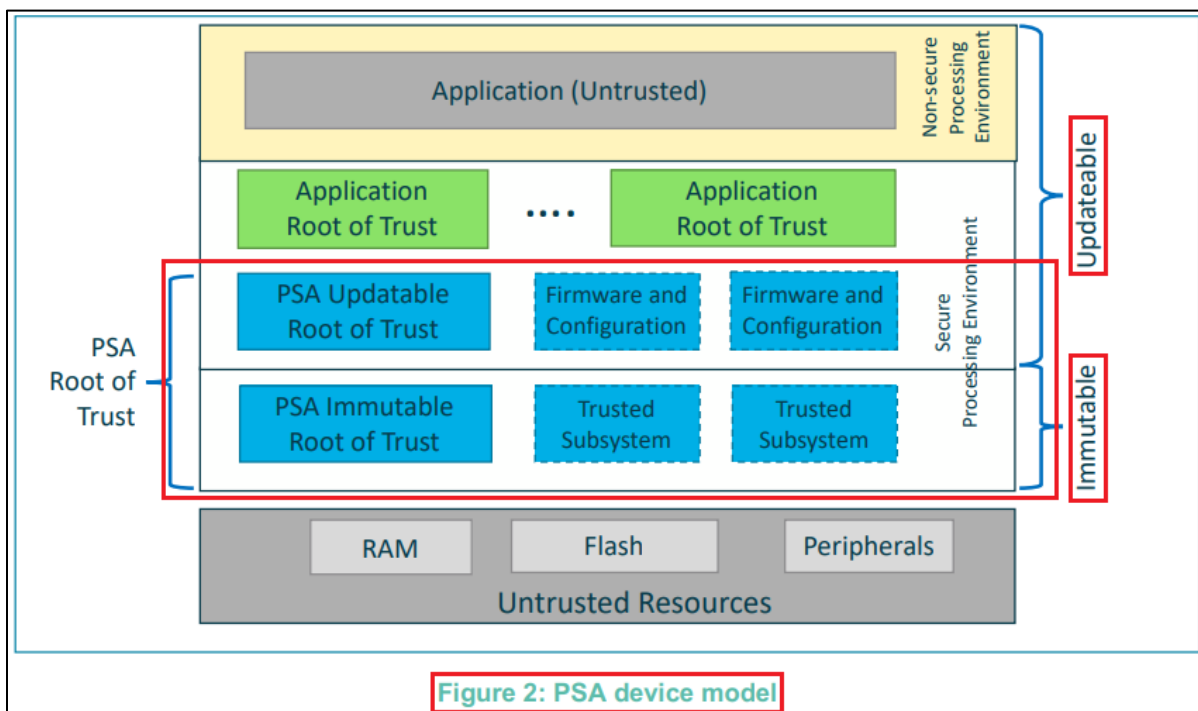 Application (Untrusted)
Non-secure
Processing
Environment
Application
Root of Trust
....
Application
Root of Trust
Updateable
PSA
Root of
Trust
PSA Updatable
Root of Trust
Firmware and
Configuration
Firmware and
Configuration
Secure
Processing Environment
PSA Immutable
Root of Trust
Trusted
Subsystem
Trusted
Subsystem
Immutable
RAM
Flash
Peripherals
Untrusted Resources
Figure 2: PSA device model